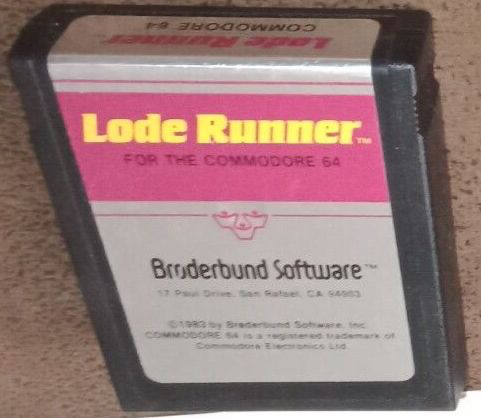 Lode Runner
COMMODORE 64
Lode Runner™
FOR THE COMMODORE 64
Brøderbund Software™
17 Paul Drive, San Rafael, CA 94903
©1983 by Brøderbund Software, Inc.
COMMODORE 64 is a registered trademark of
Commodore Electronics Ltd.